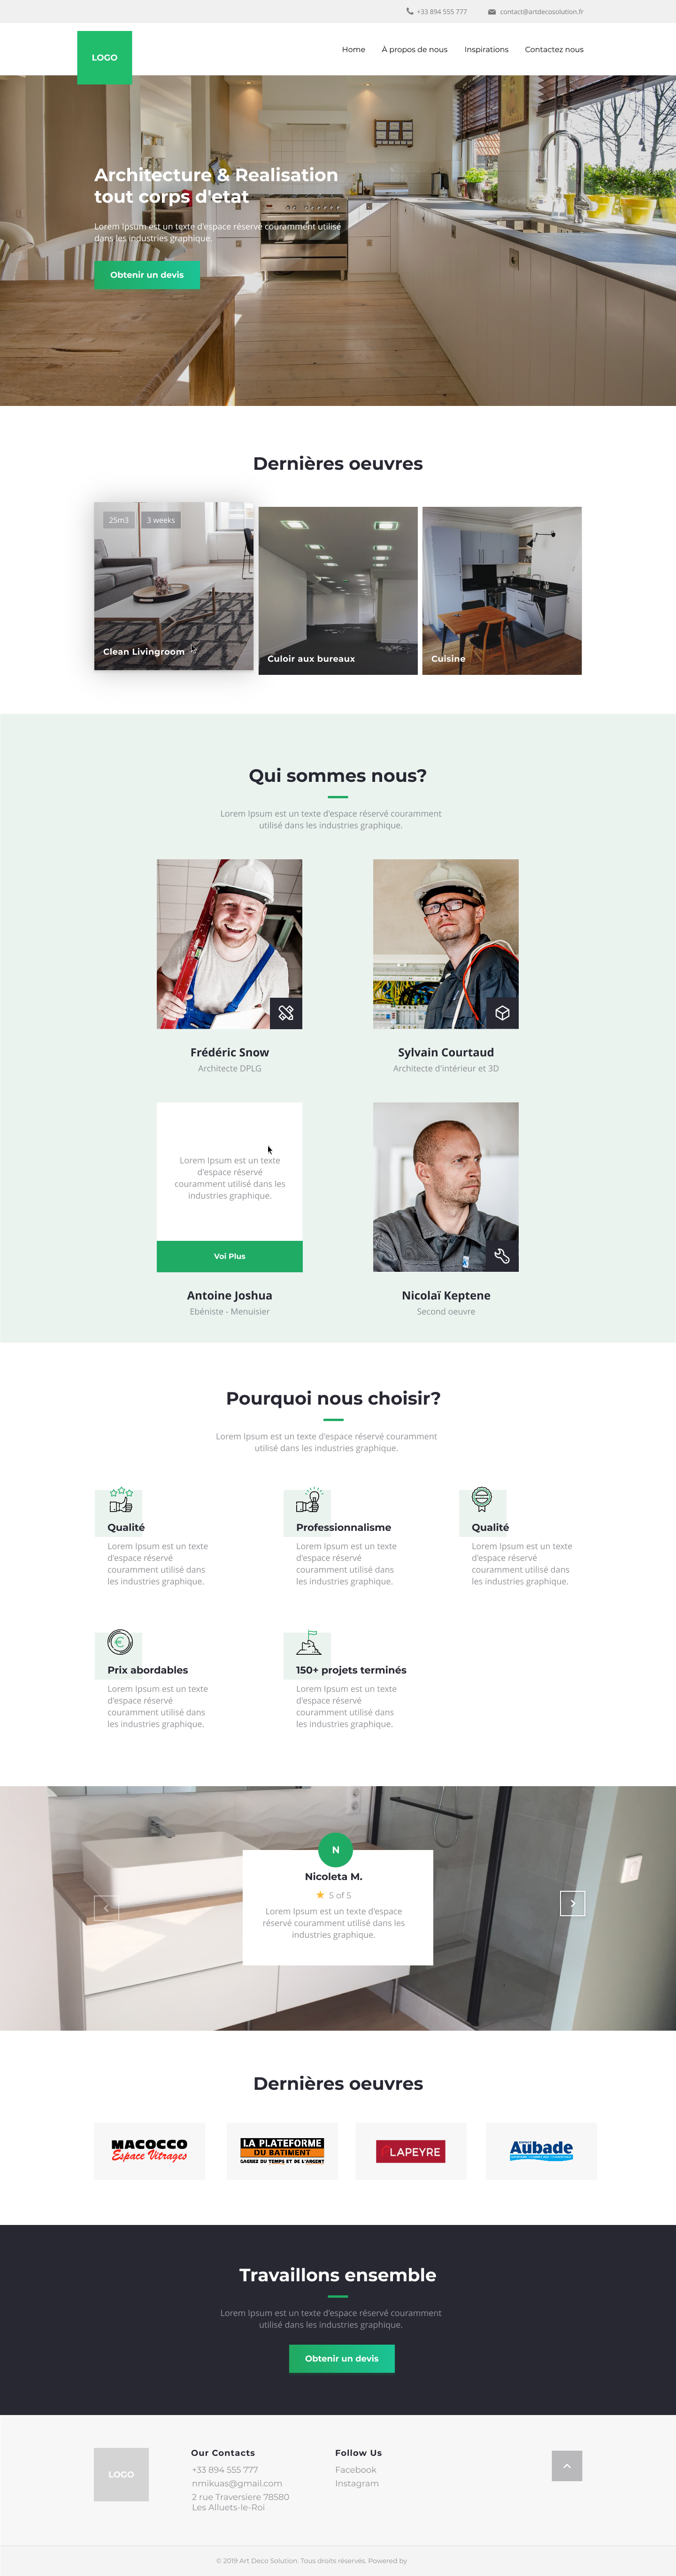 +33 894 555 777
contact@artdecosolution.fr
LOGO
Home
À propos de nous
Inspirations
Contactez nous
Architecture & Realisation
tout corps d'etat
Lorem Ipsum est un texte d'espace réservé couramment utilisé
dans les industries graphique.
Obtenir un devis
Dernières oeuvres
25m3
3 weeks
Clean Livingroom
Culoir aux bureaux
Cuisine
Qui sommes nous?
Lorem Ipsum est un texte d'espace réservé couramment
utilisé dans les industries graphique.
Frédéric Snow
Architecte DPLG
Sylvain Courtaud
Architecte d'intérieur et 3D
Lorem Ipsum est un texte
d'espace réservé
couramment utilisé dans les
industries graphique.
Voi Plus
Antoine Joshua
Ebéniste - Menuisier
Nicolaï Keptene
Second oeuvre
Pourquoi nous choisir?
Lorem Ipsum est un texte d'espace réservé couramment
utilisé dans les industries graphique.
Qualité
Lorem Ipsum est un texte
d'espace réservé
couramment utilisé dans
les industries graphique.
Professionnalisme
Lorem Ipsum est un texte
d'espace réservé
couramment utilisé dans
les industries graphique.
Qualité
Lorem Ipsum est un texte
d'espace réservé
couramment utilisé dans
les industries graphique.
Prix abordables
Lorem Ipsum est un texte
d'espace réservé
couramment utilisé dans
les industries graphique.
150+ projets terminés
Lorem Ipsum est un texte
d'espace réservé
couramment utilisé dans
les industries graphique.
N
Nicoleta M.
5 of 5
Lorem Ipsum est un texte d'espace
réservé couramment utilisé dans les
industries graphique.
Dernières oeuvres
MACOCCO
Espace Vitrages
LA PLATEFORME
DU BATIMENT
GAGNEZ DU TEMPS ET DE L'ARGENT
LAPEYRE
ESPACE
Aubade
Travaillons ensemble
Lorem Ipsum est un texte d'espace réservé couramment
utilisé dans les industries graphique.
Obtenir un devis
LOGO
Our Contacts
+33 894 555 777
nmikuas@gmail.com
2 rue Traversiere 78580
Les Alluets-le-Roi
Follow Us
Facebook
Instagram
© 2019 Art Deco Solution. Tous droits réservés. Powered by